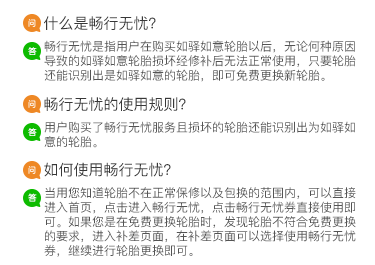 问 什么是畅行无忧?
答 畅行无忧是指用户在购买如驿如意轮胎以后，无论何种原因
导致的如驿如意轮胎损坏经修补后无法正常使用，只要轮胎
还能识别出是如驿如意的轮胎，即可免费更换新轮胎。
问 畅行无忧的使用规则?
答 用户购买了畅行无忧服务且损坏的轮胎还能识别出为如驿如
意的轮胎。
问 如何使用畅行无忧?
答 当用您知道轮胎不在正常保修以及包换的范围内，可以直接
进入首页，点击进入畅行无忧，点击畅行无忧券直接使用即
可。如果您是在免费更换轮胎时，发现轮胎不符合免费更换
的要求，进入补差页面，在补差页面可以选择使用畅行无忧
券，继续进行轮胎更换即可。